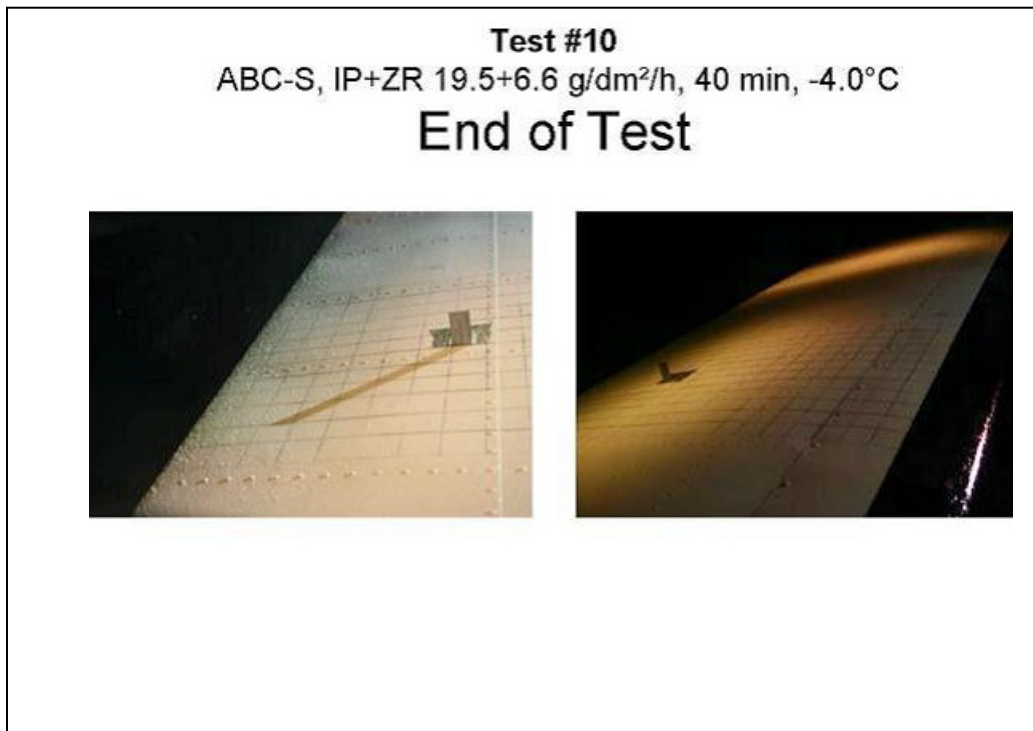 Test #10
ABC-S, IP+ZR 19.5+6.6 g/dm²/h, 40 min, -4.0°C
End of Test